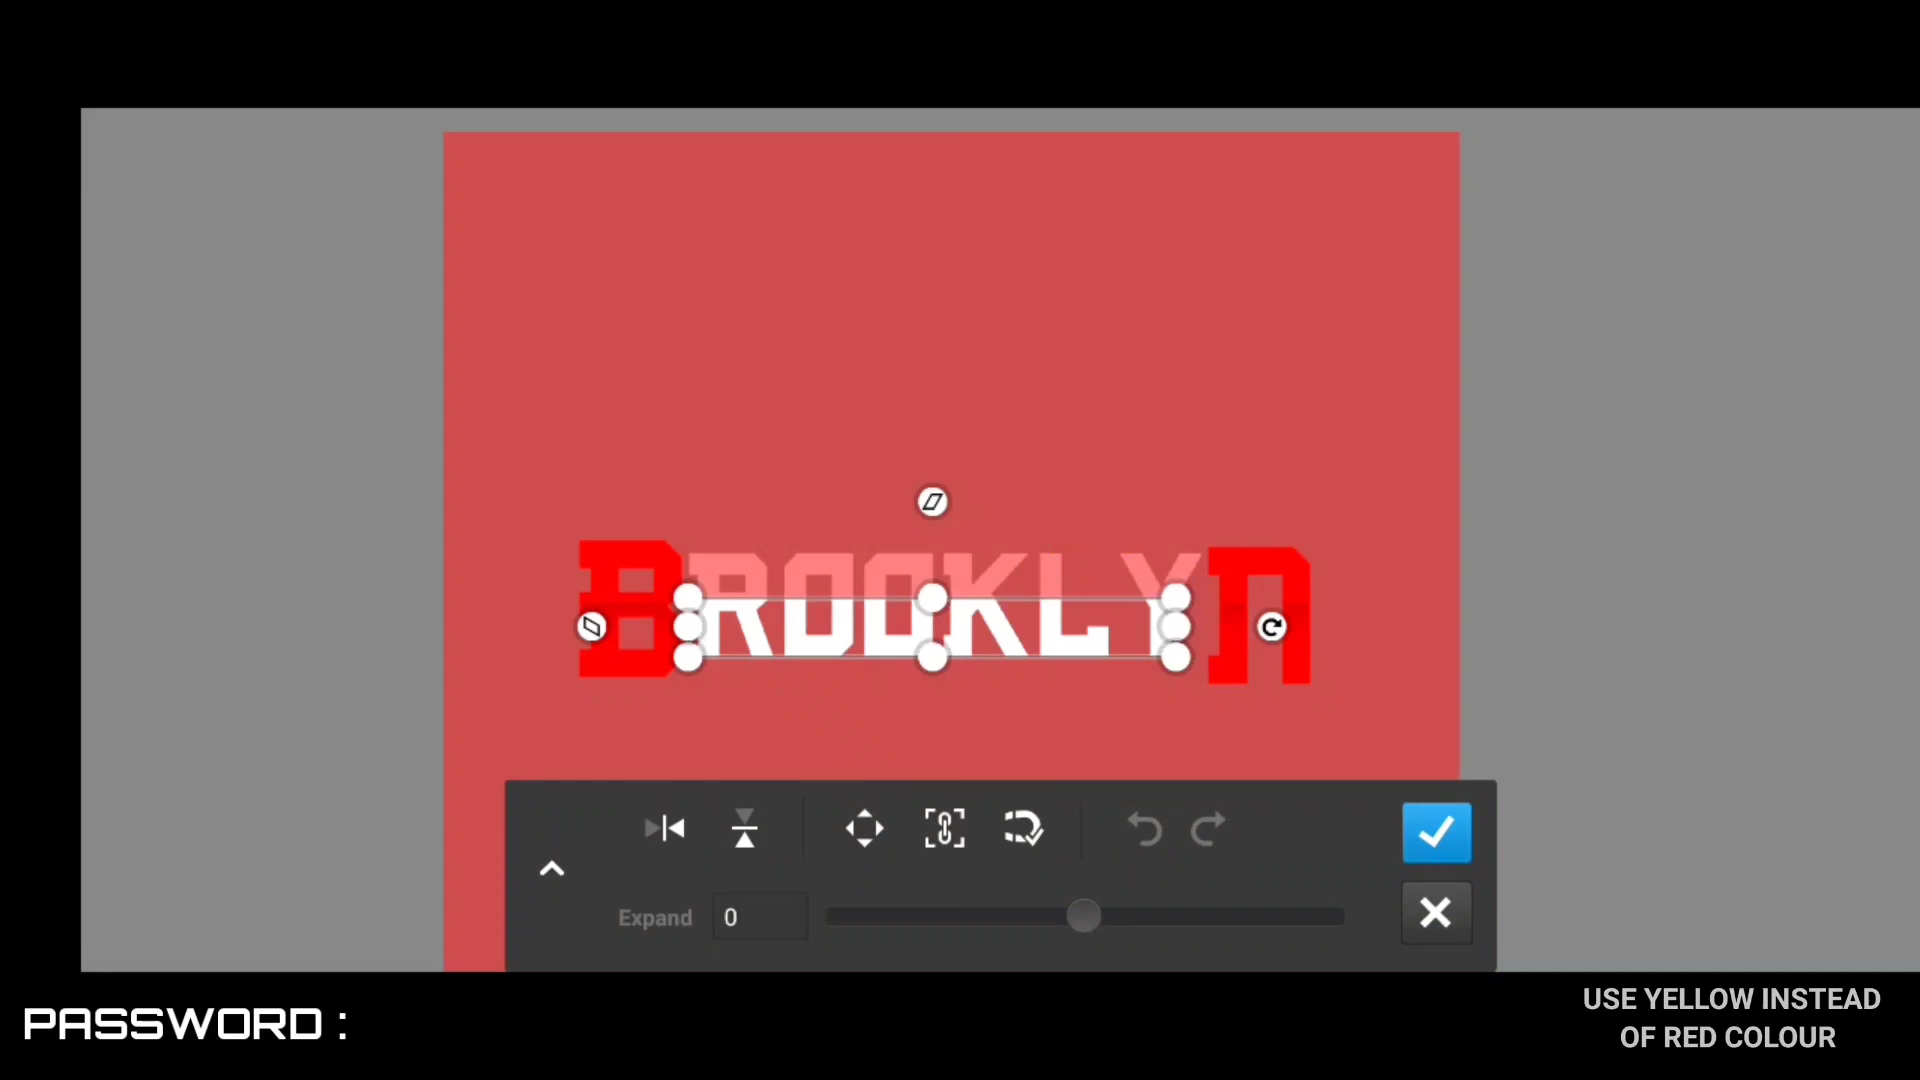 BROOKLYN
Expand 0
PASSWORD :
USE YELLOW INSTEAD
OF RED COLOUR